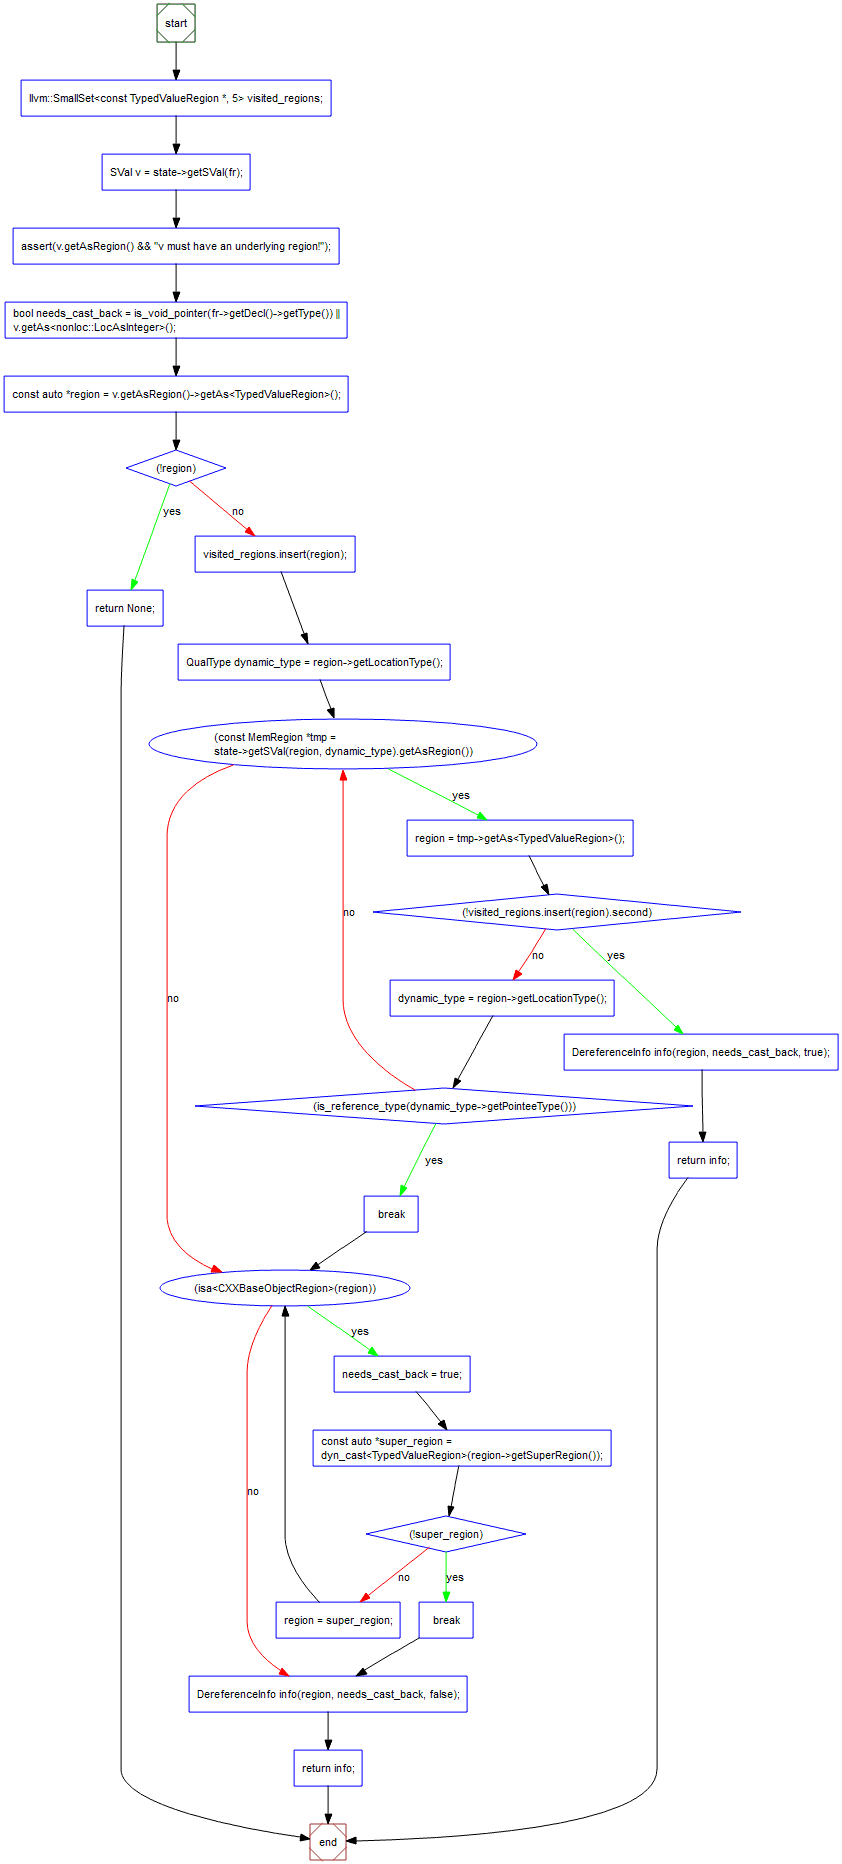 start
llvm::SmallSet<const TypedValueRegion *, 5> visited_regions;
SVal v = state->getSVal(fr);
assert(v.getAsRegion() && "v must have an underlying region!");
bool needs_cast_back = is_void_pointer(fr->getDecl()->getType()) ||
v.getAs<nonloc::LocAsInteger>();
const auto *region = v.getAsRegion()->getAs<TypedValueRegion>();
(!region)
yes
no
visited_regions.insert(region);
return None;
QualType dynamic_type = region->getLocationType();
(const MemRegion *tmp =
state->getSVal(region, dynamic_type).getAsRegion())
yes
region = tmp->getAs<TypedValueRegion>();
no
(!visited_regions.insert(region).second)
no
yes
no
dynamic_type = region->getLocationType();
DereferenceInfo info(region, needs_cast_back, true);
(is_reference_type(dynamic_type->getPointeeType()))
yes
return info;
break
(isa<CXXBaseObjectRegion>(region))
yes
needs_cast_back = true;
const auto *super_region =
dyn_cast<TypedValueRegion>(region->getSuperRegion());
no
(!super_region)
no
yes
region = super_region;
break
DereferenceInfo info(region, needs_cast_back, false);
return info;
end